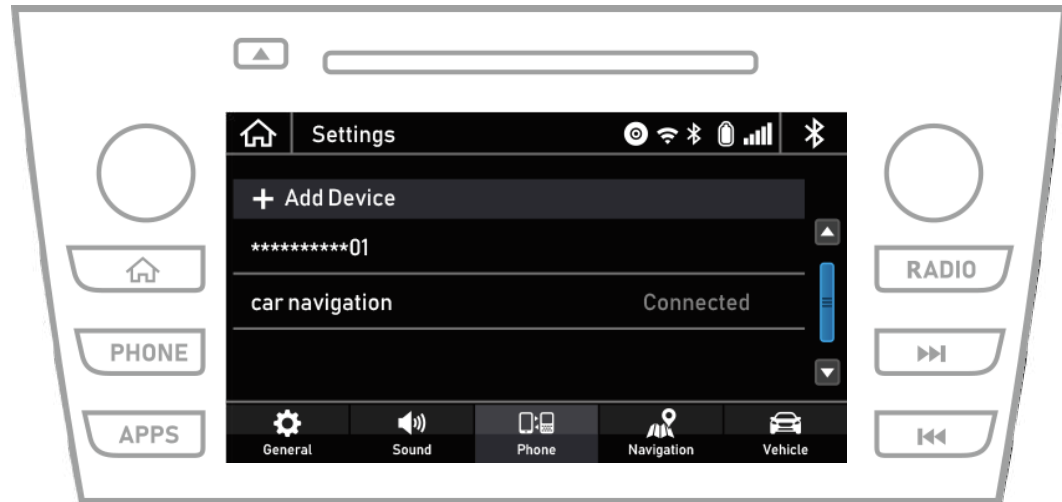 Settings
+ Add Device
**********01
car navigation Connected
General Sound Phone Navigation Vehicle
PHONE
APPS
RADIO